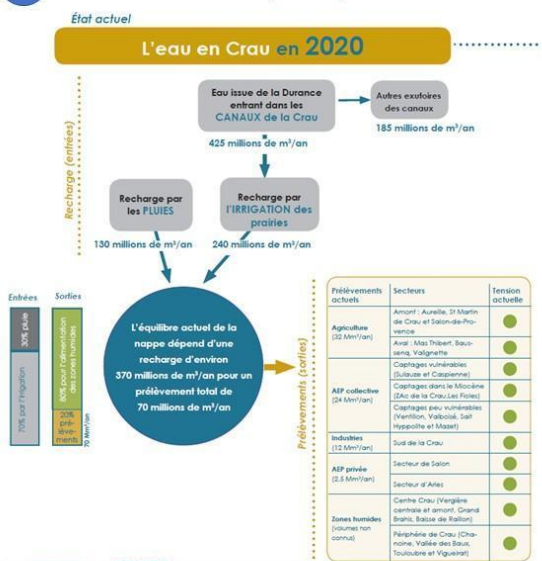 État actuel
L'eau en Crau en 2020
Recharge (entrées)
Eau issue de la Durance
entrant dans les
CANAUX de la Crau
Autres exutoires
des canaux
185 millions de m³/an
425 millions de m³/an
Recharge par
les PLUIES
Recharge par
l'IRRIGATION des
prairies
130 millions de m³/an
240 millions de m³/an
Entrées
Sorties
30% pluie
70% par l'irrigation
80% pour l'alimentation
des zones humides
20%
pré-
lève-
ments
70 Mm³/an
L'équilibre actuel de la
nappe dépend d'une
recharge d'environ
370 millions de m³/an pour un
prélèvement total de
70 millions de m³/an
Prélèvements (sorties)
Prélèvements
actuels
Secteurs
Tension
actuelle
Agriculture
(32 Mm³/an)
Amont : Aureille, St Martin
de Crau et Salon-de-Pro-
vence
Aval : Mas Thibert, Baus-
senq, Valignette
AEP collective
(24 Mm³/an)
Captages vulnérables
(Sulauze et Caspienne)
Captages dans le Miocène
(ZAc de la Crau, Les Fioles)
Captages peu vulnérables
(Ventillon, Valboisé, Sait
Hyppolite et Mazet)
Industries
(12 Mm³/an)
Sud de la Crau
AEP privée
(2.5 Mm³/an)
Secteur de Salon
Secteur d'Arles
Zones humides
(volumes non
connus)
Centre Crau (Vergière
centrale et amont, Grand
Brahis, Baisse de Raillon)
Périphérie de Crau (Cha-
noine, Vallée des Baux,
Touloubre et Vigueirat)